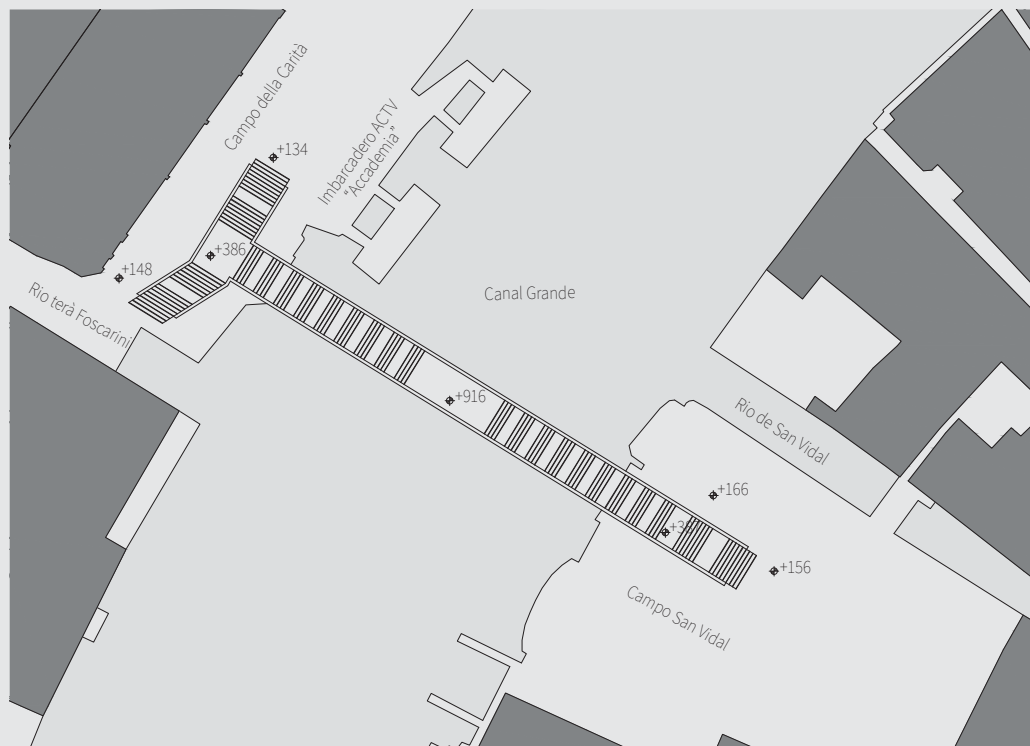 Campo della Carità
Imbarcadero ACTV
“Accademia”
+134
+386
+148
Rio terà Foscarini
Canal Grande
+916
Rio de San Vidal
+166
+156
Campo San Vidal